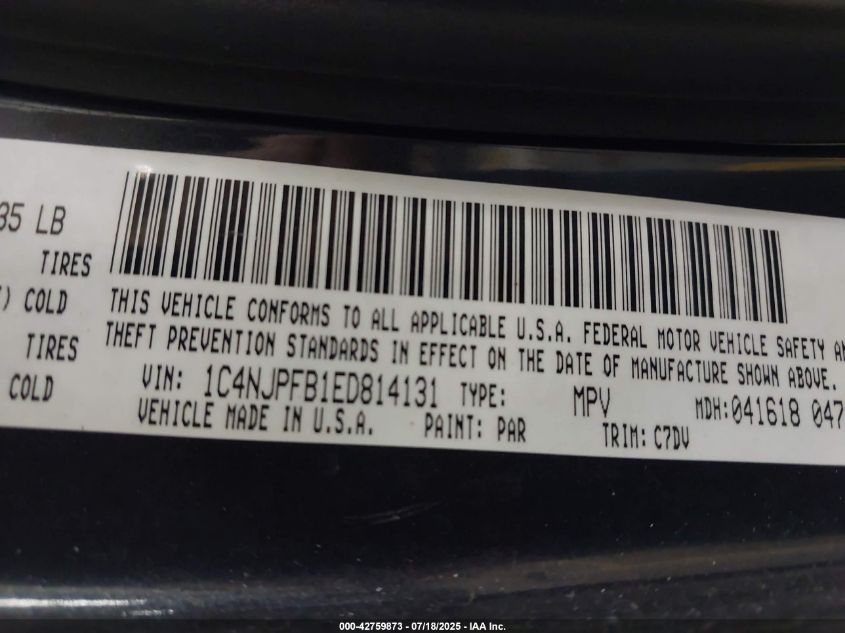 35 LB
TIRES
) COLD
TIRES
COLD
THIS VEHICLE CONFORMS TO ALL APPLICABLE U.S.A. FEDERAL MOTOR VEHICLE SAFETY AN
THEFT PREVENTION STANDARDS IN EFFECT ON THE DATE OF MANUFACTURE SHOWN ABOVE.
VIN: 1C4NJPFB1ED814131 TYPE: MPV MDH:041618 047
VEHICLE MADE IN U.S.A. PAINT: PAR TRIM: C7DV
000-42759873 — 07/18/2025 — IAA Inc.